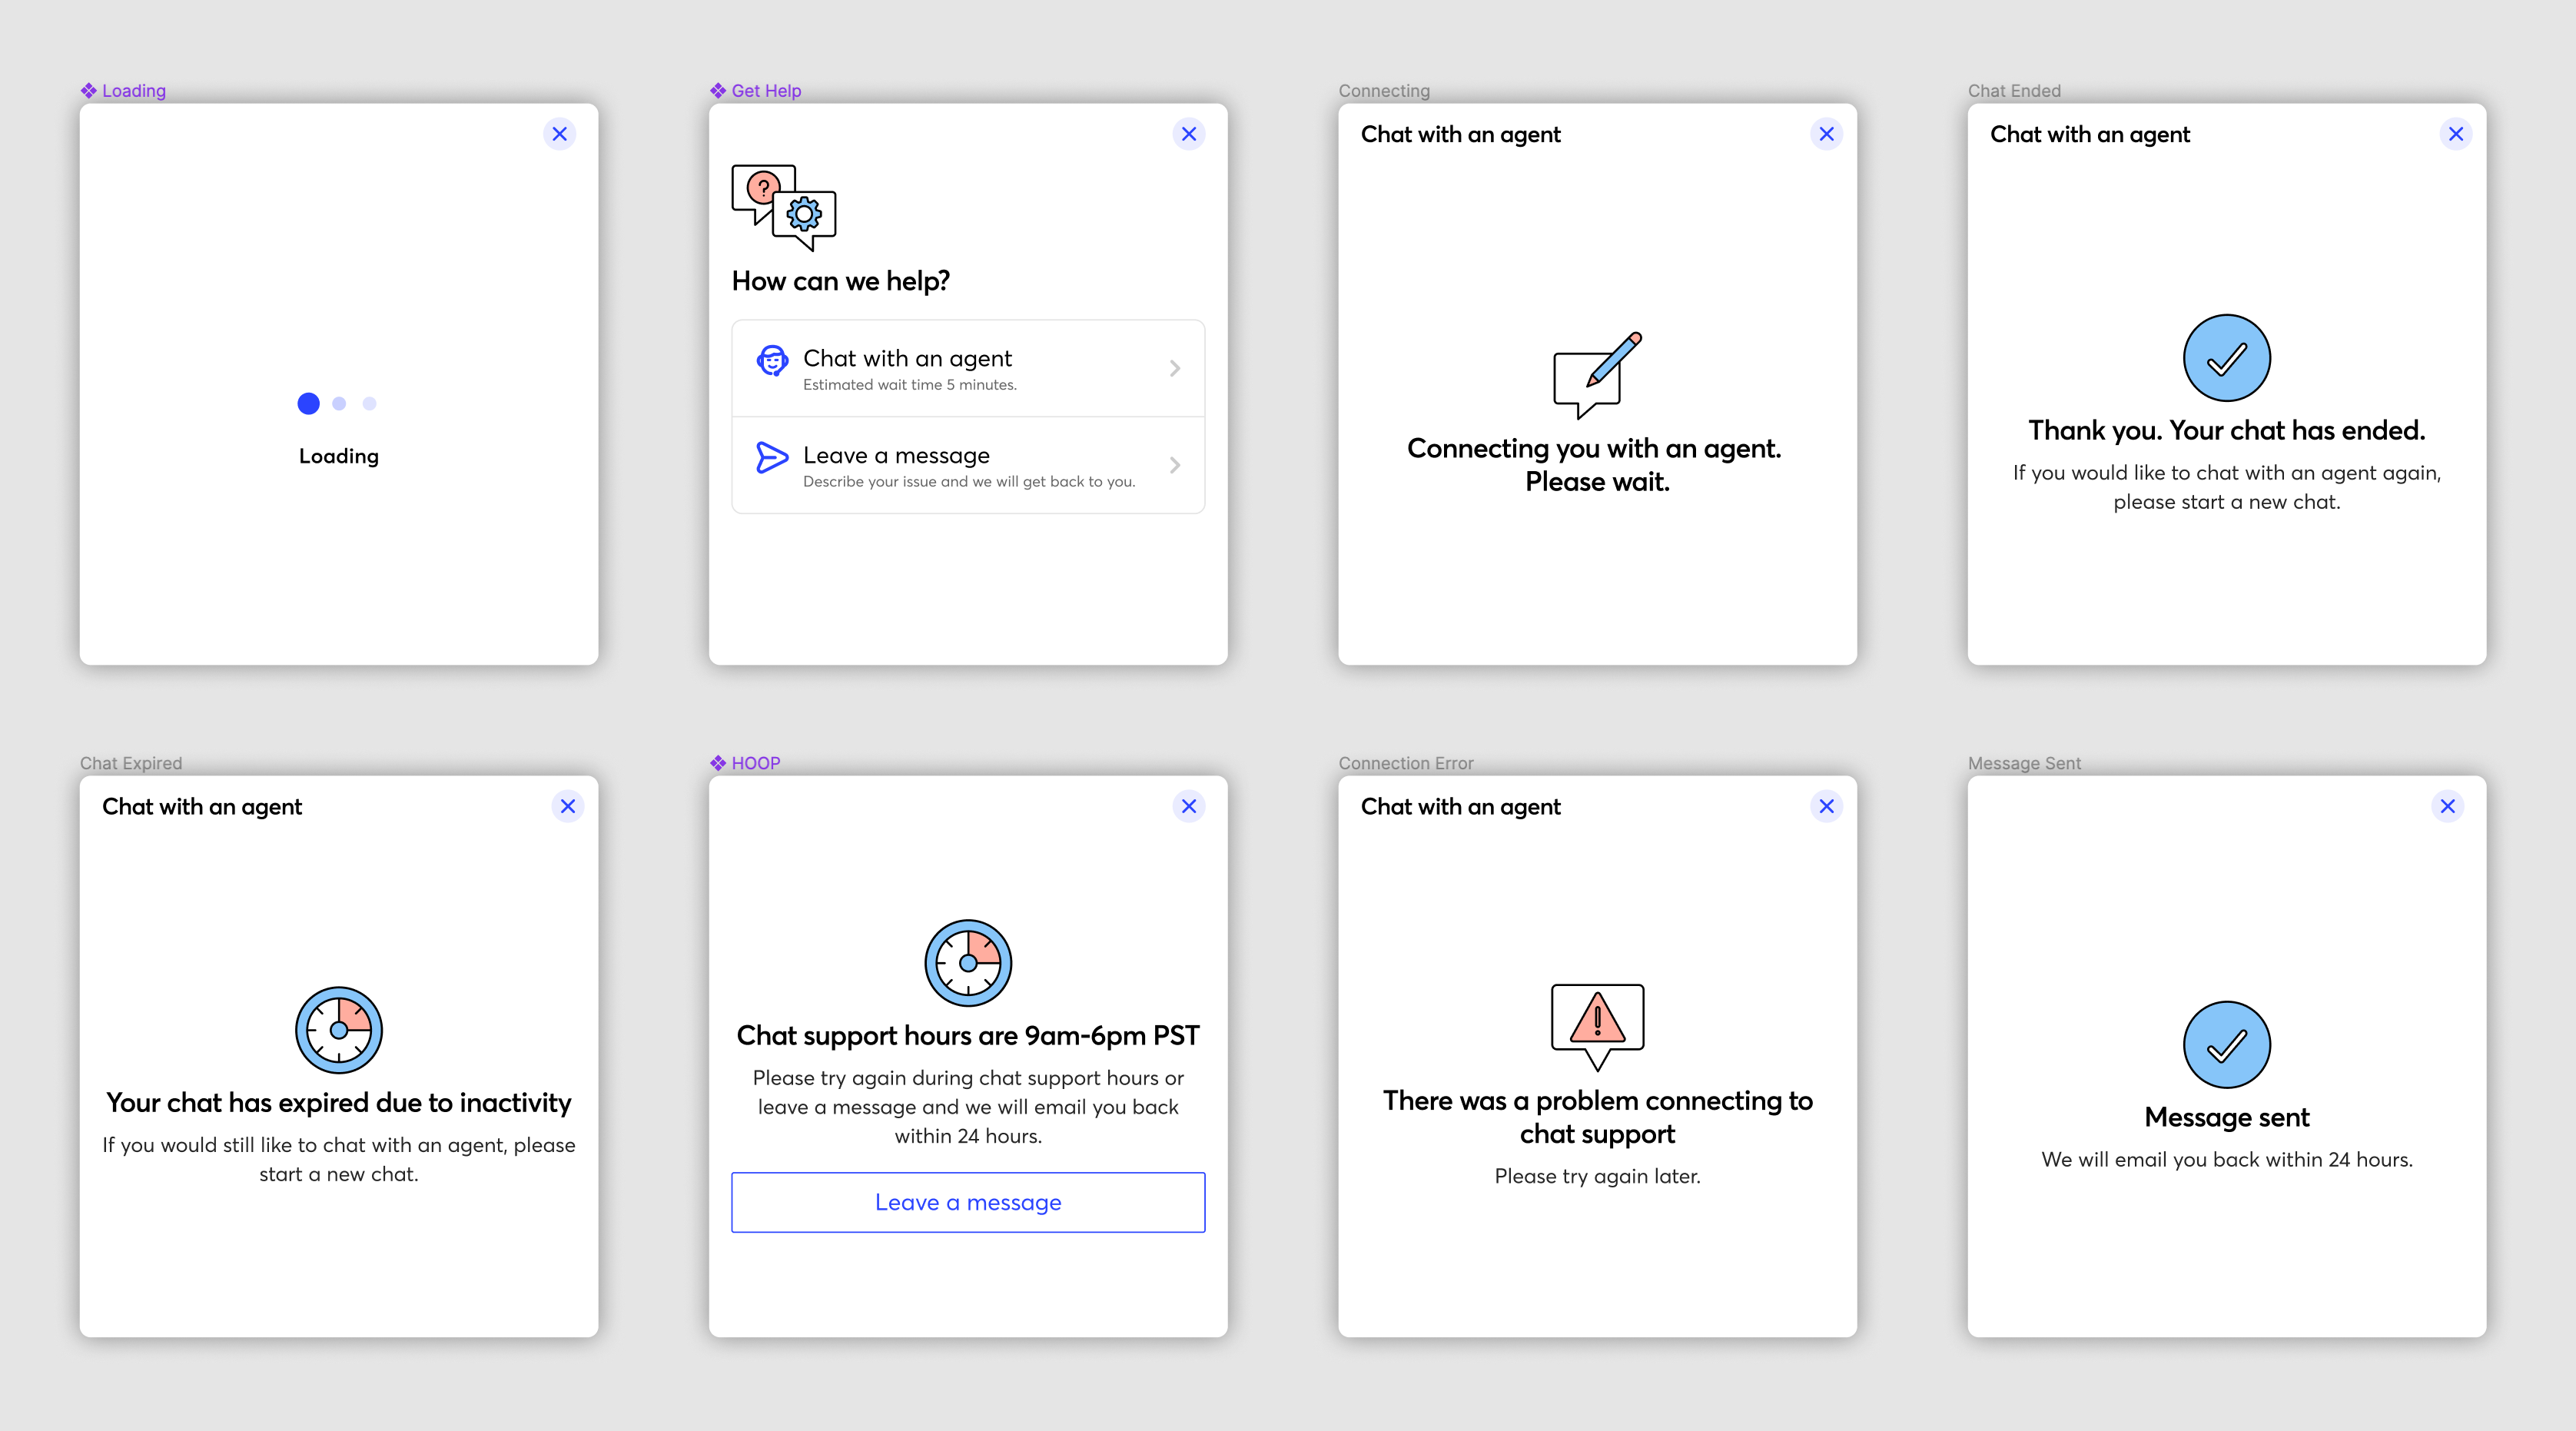 Loading
Loading
Get Help
How can we help?
Chat with an agent
Estimated wait time 5 minutes.
Leave a message
Describe your issue and we will get back to you.
Connecting
Chat with an agent
Connecting you with an agent.
Please wait.
Chat Ended
Chat with an agent
Thank you. Your chat has ended.
If you would like to chat with an agent again,
please start a new chat.
Chat Expired
Chat with an agent
Your chat has expired due to inactivity
If you would still like to chat with an agent, please
start a new chat.
HOOP
Chat support hours are 9am-6pm PST
Please try again during chat support hours or
leave a message and we will email you back
within 24 hours.
Leave a message
Connection Error
Chat with an agent
There was a problem connecting to
chat support
Please try again later.
Message Sent
Message sent
We will email you back within 24 hours.